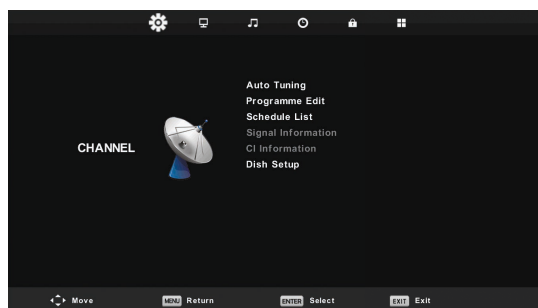 Auto Tuning
Programme Edit
Schedule List
Signal Information
CHANNEL
CI Information
Dish Setup
Move
MENU Return
ENTER Select
EXIT Exit